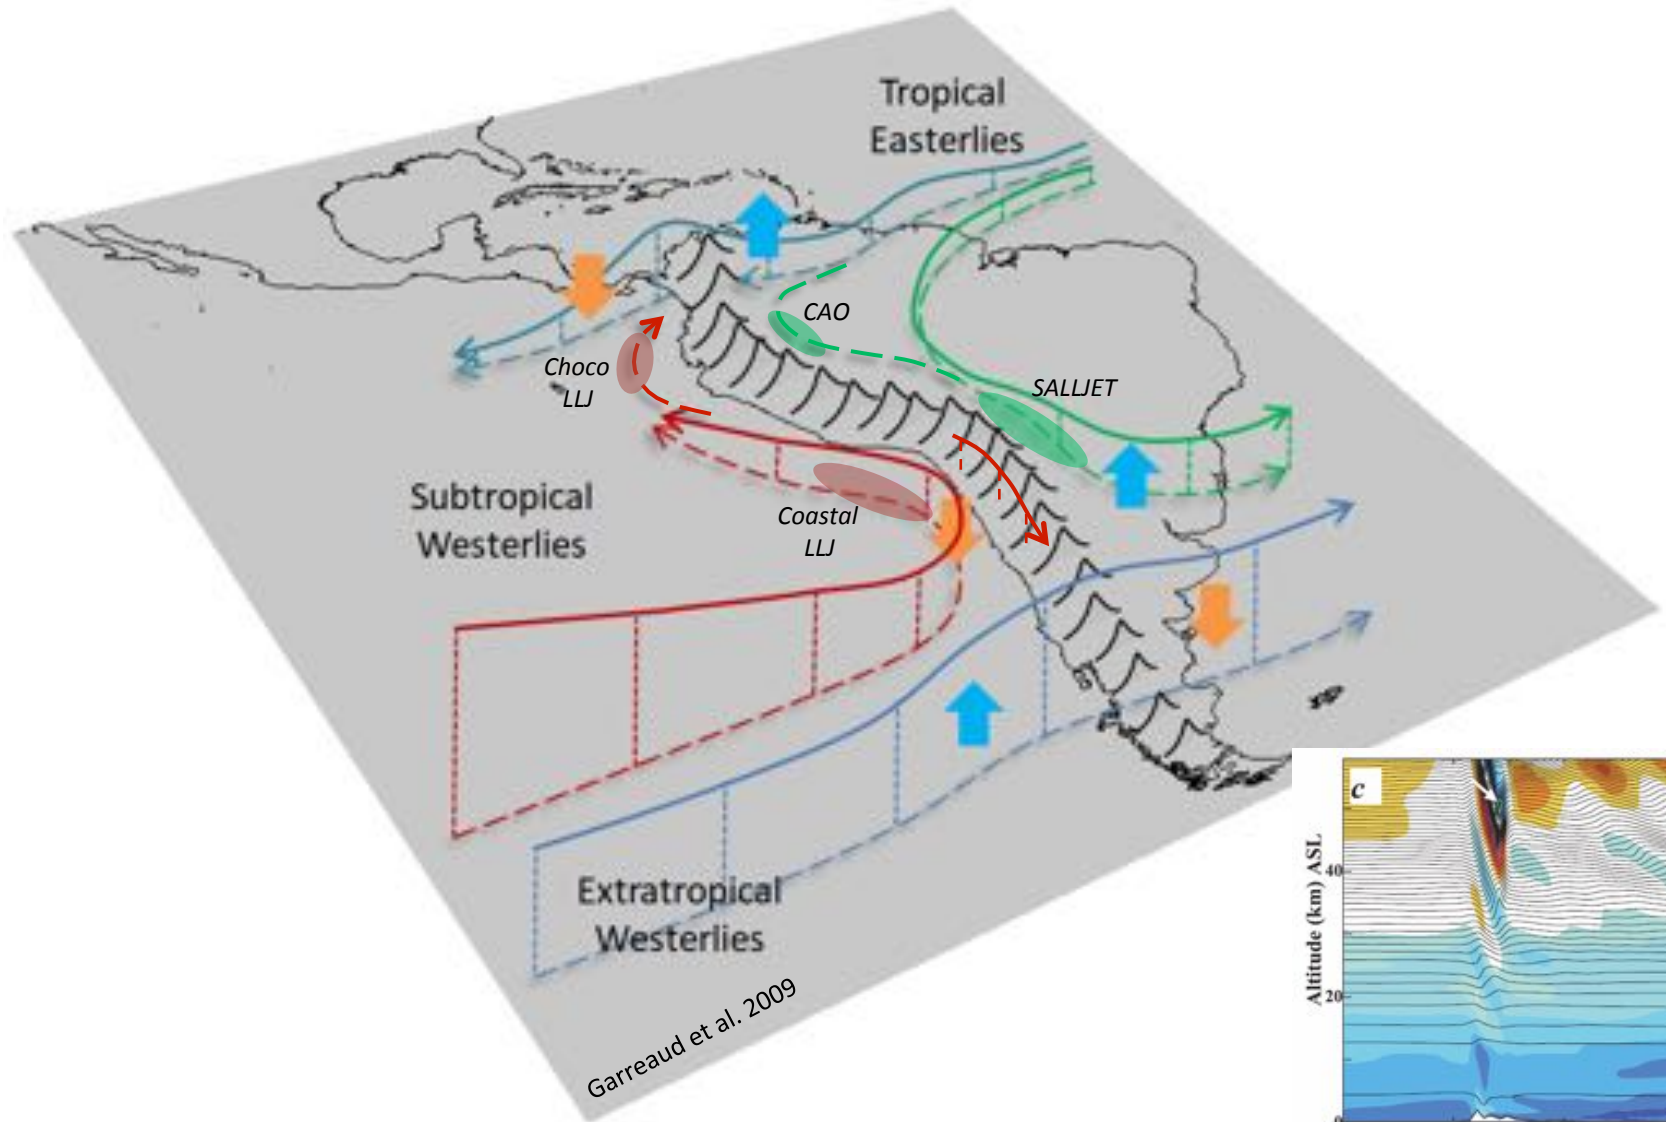 Tropical
Easterlies
CAO
Choco
LLJ
SALLJET
Subtropical
Westerlies
Coastal
LLJ
Extratropical
Westerlies
Garreaud et al. 2009
c
Altitude (km) ASL
40
20
0